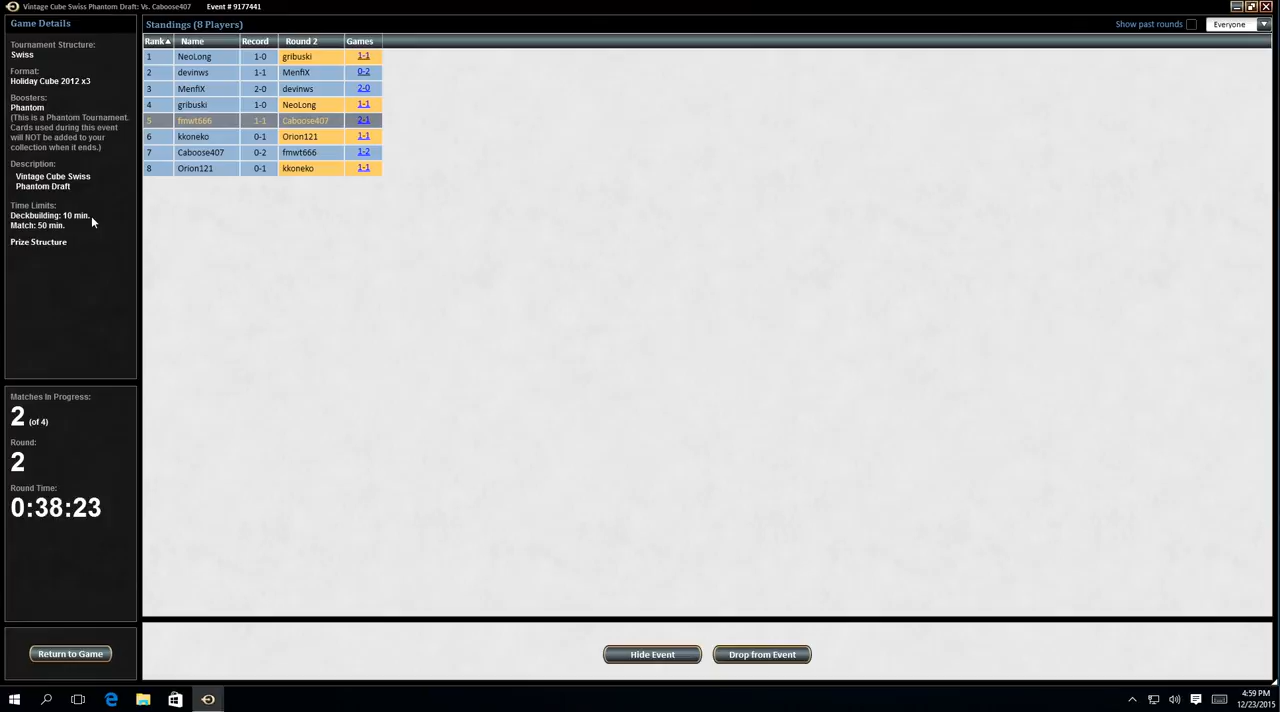 Vintage Cube Swiss Phantom Draft: Vs. Caboose407 Event # 9177441
Game Details
Tournament Structure:
Swiss
Format:
Holiday Cube 2012 x3
Boosters:
Phantom
(This is a Phantom Tournament.
Cards used during this event
will NOT be added to your
collection when it ends.)
Description:
Vintage Cube Swiss
Phantom Draft
Time Limits:
Deckbuilding: 10 min.
Match: 50 min.
Prize Structure
Matches In Progress:
2 (of 4)
Round:
2
Round Time:
0:38:23
Return to Game
Standings (8 Players)
Show past rounds
Everyone
Rank Name Record Round 2 Games
1 NeoLong 1-0 gribuski 1-1
2 devinws 1-1 MenfiX 0-2
3 MenfiX 2-0 devinws 2-0
4 gribuski 1-0 NeoLong 1-1
5 fmwt666 1-1 Caboose407 2-1
6 kkoneko 0-1 Orion121 1-1
7 Caboose407 0-2 fmwt666 1-2
8 Orion121 0-1 kkoneko 1-1
Hide Event
Drop from Event
4:59 PM
12/23/2015